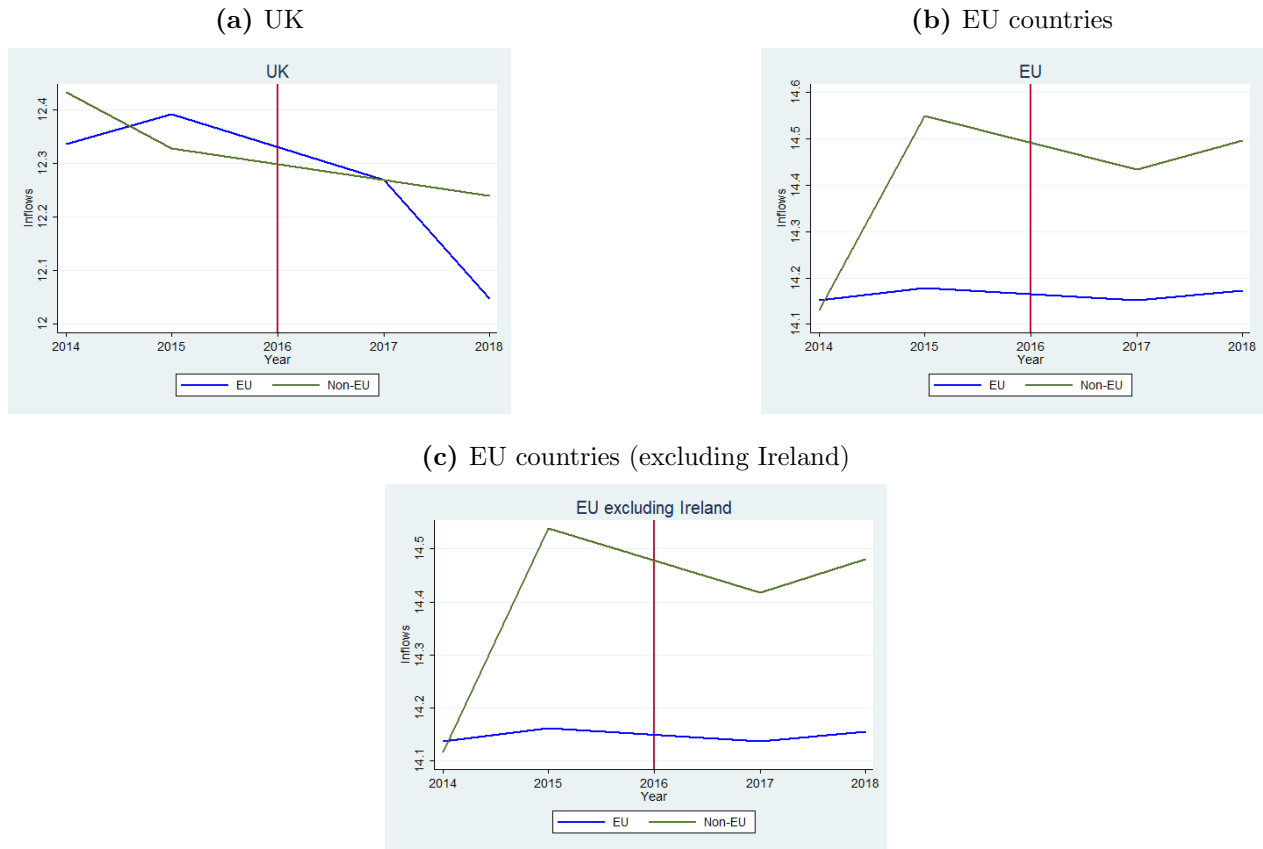 (a) UK
UK
Inflows
12.4
12.3
12.2
12.1
12
2014 2015 2016 2017 2018
Year
EU Non-EU
(b) EU countries
EU
Inflows
14.6
14.5
14.4
14.3
14.2
14.1
2014 2015 2016 2017 2018
Year
EU Non-EU
(c) EU countries (excluding Ireland)
EU excluding Ireland
Inflows
14.5
14.4
14.3
14.2
14.1
2014 2015 2016 2017 2018
Year
EU Non-EU